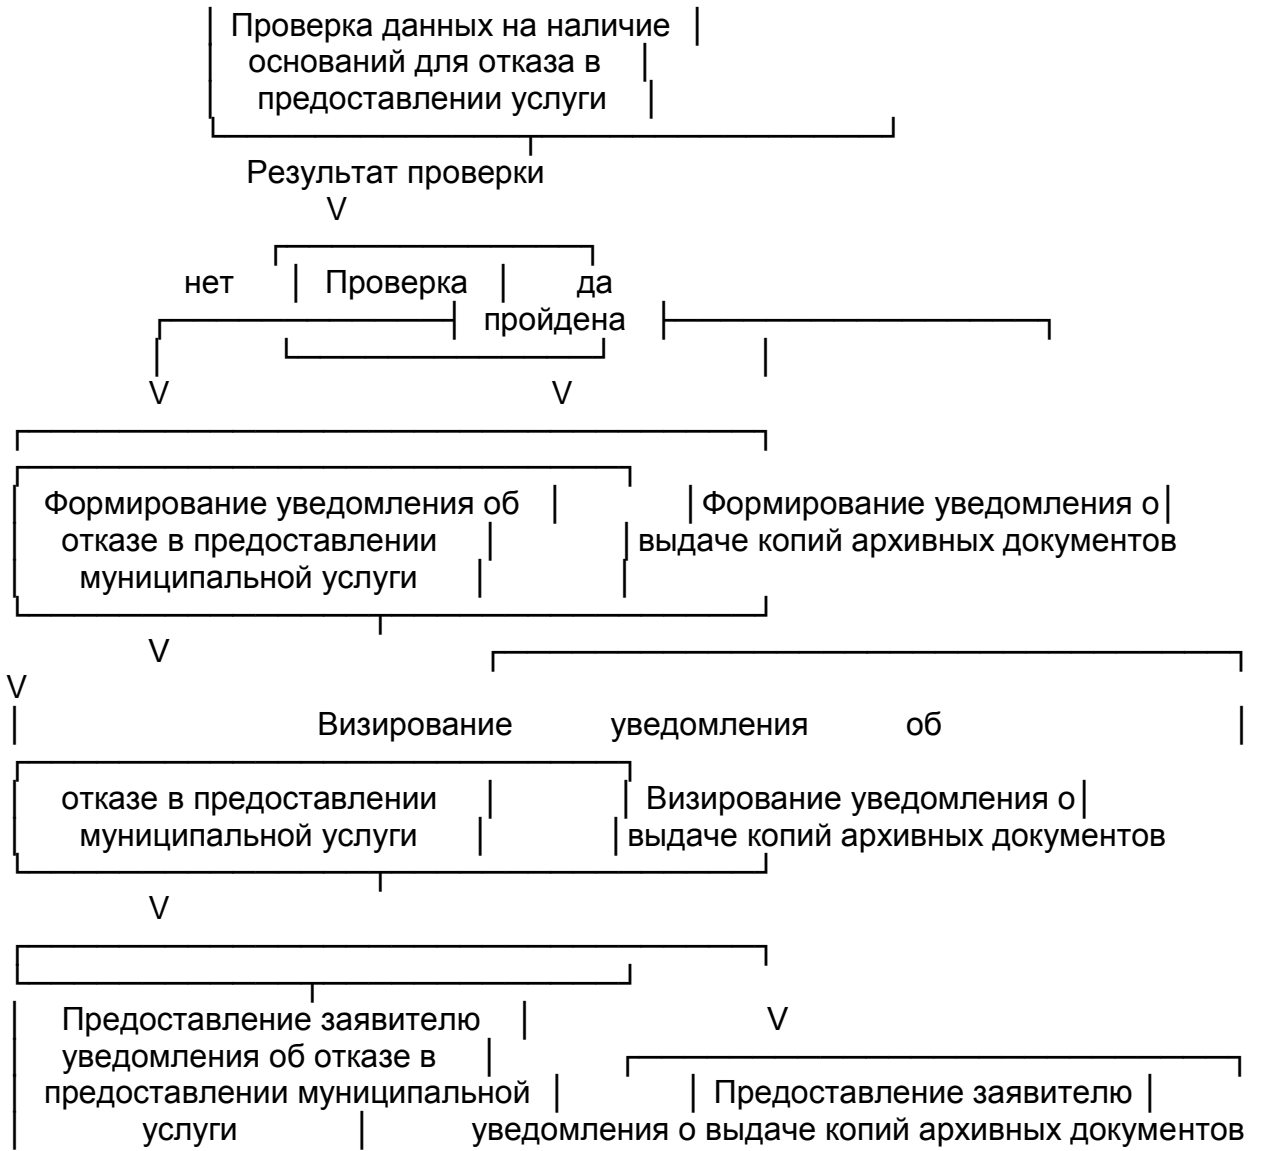 Проверка данных на наличие
оснований для отказа в
предоставлении услуги
Результат проверки
V
нет Проверка да
пройдена
V V
Формирование уведомления об Формирование уведомления о
отказе в предоставлении выдаче копий архивных документов
муниципальной услуги
V
V
Визирование уведомления об
отказе в предоставлении Визирование уведомления о
муниципальной услуги выдаче копий архивных документов
V
Предоставление заявителю V
уведомления об отказе в
предоставлении муниципальной Предоставление заявителю
услуги уведомления о выдаче копий архивных документов